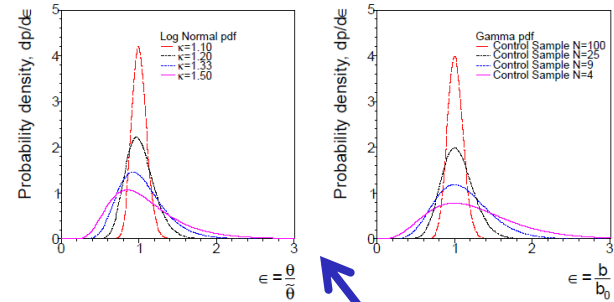 Probability density, dp/dϵ
5
4
3
2
1
0
0
1
2
3
Log Normal pdf
κ=1.10
κ=1.20
κ=1.33
κ=1.50
ϵ = θ/θ̃
Probability density, dp/dϵ
5
4
3
2
1
0
0
1
2
3
Gamma pdf
Control Sample N=100
Control Sample N=25
Control Sample N=9
Control Sample N=4
ϵ = b/b₀